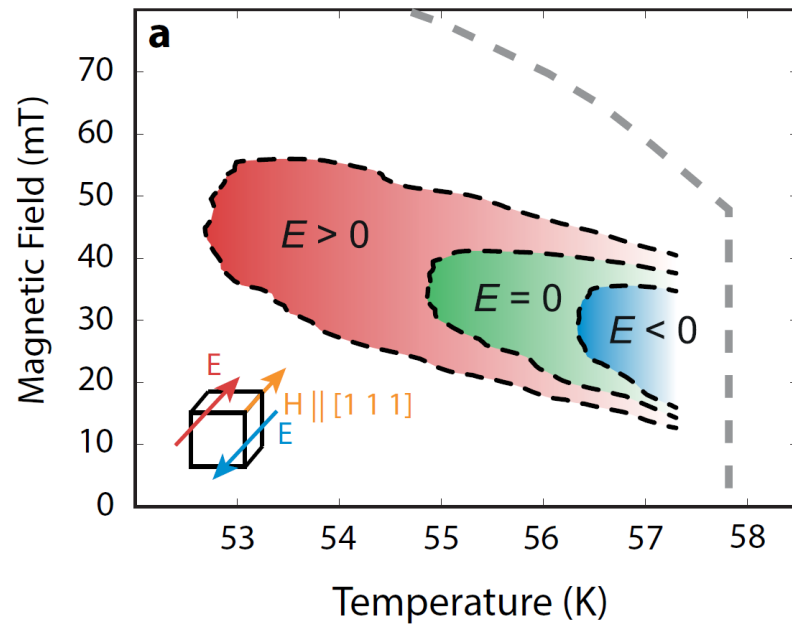 a
Magnetic Field (mT)
70
60
50
40
30
20
10
0
E > 0
E = 0
E < 0
E
H || [1 1 1]
E
53 54 55 56 57 58
Temperature (K)